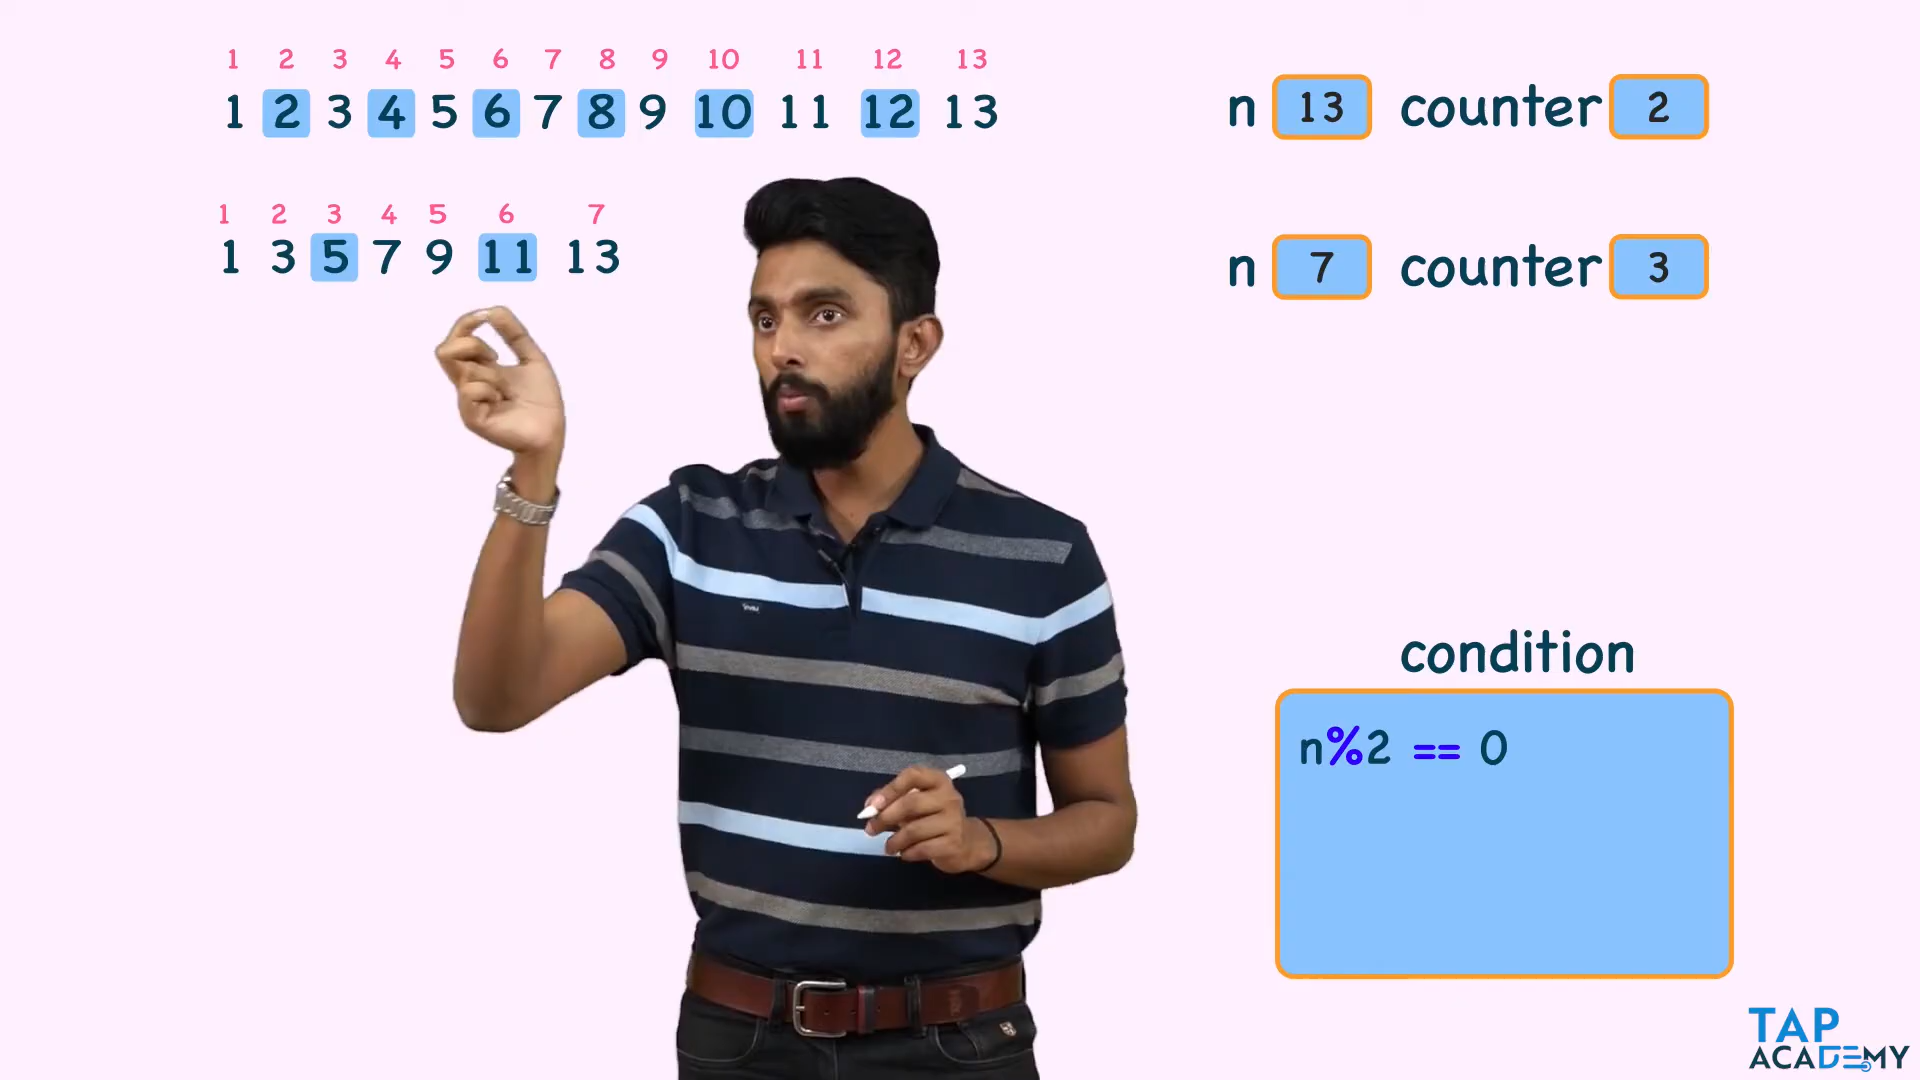 1 2 3 4 5 6 7 8 9 10 11 12 13
1 2 3 4 5 6 7 8 9 10 11 12 13
n 13 counter 2
1 2 3 4 5 6 7
1 3 5 7 9 11 13
n 7 counter 3
condition
n%2 == 0
TAP
ACADEMY